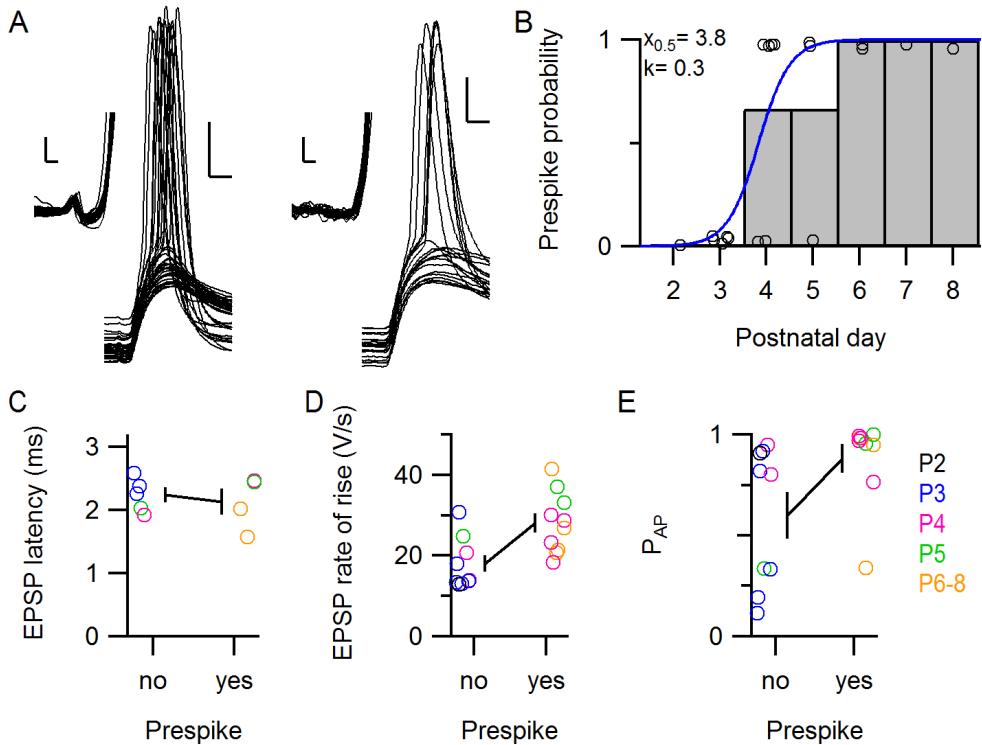 A
B
Prespike probability
1
0
x0.5= 3.8
k= 0.3
2 3 4 5 6 7 8
Postnatal day
C
EPSP latency (ms)
3
2
1
0
no yes
Prespike
D
EPSP rate of rise (V/s)
40
20
0
no yes
Prespike
E
PAP
1
0
no yes
Prespike
P2
P3
P4
P5
P6-8